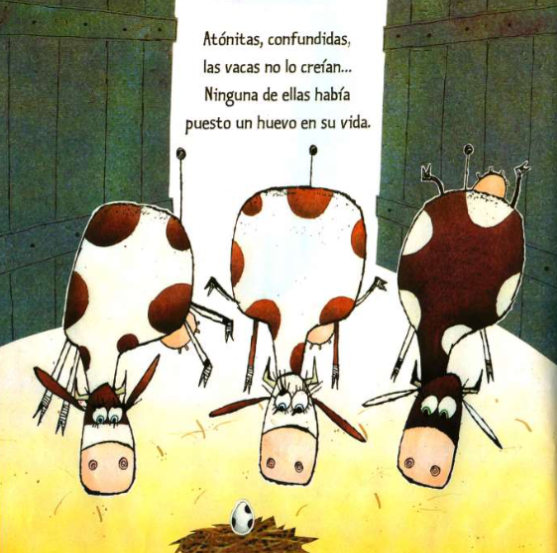 Atónitas, confundidas,
las vacas no lo creían...
Ninguna de ellas había
puesto un huevo en su vida.